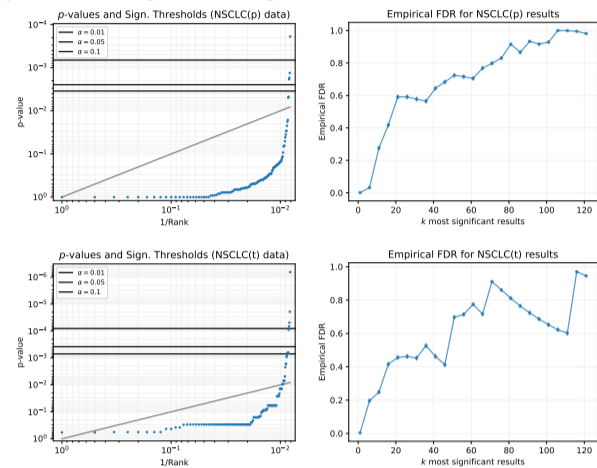 p-values and Sign. Thresholds (NSCLC(p) data)
α = 0.01
α = 0.05
α = 0.1
10⁻⁴
10⁻³
10⁻²
10⁻¹
10⁰
p-value
10⁰
10⁻¹
10⁻²
1/Rank
Empirical FDR for NSCLC(p) results
1.0
0.8
0.6
0.4
0.2
0.0
Empirical FDR
0 20 40 60 80 100 120
k most significant results
p-values and Sign. Thresholds (NSCLC(t) data)
α = 0.01
α = 0.05
α = 0.1
10⁻⁶
10⁻⁵
10⁻⁴
10⁻³
10⁻²
10⁻¹
10⁰
p-value
10⁰
10⁻¹
10⁻²
1/Rank
Empirical FDR for NSCLC(t) results
1.0
0.8
0.6
0.4
0.2
0.0
Empirical FDR
0 20 40 60 80 100 120
k most significant results